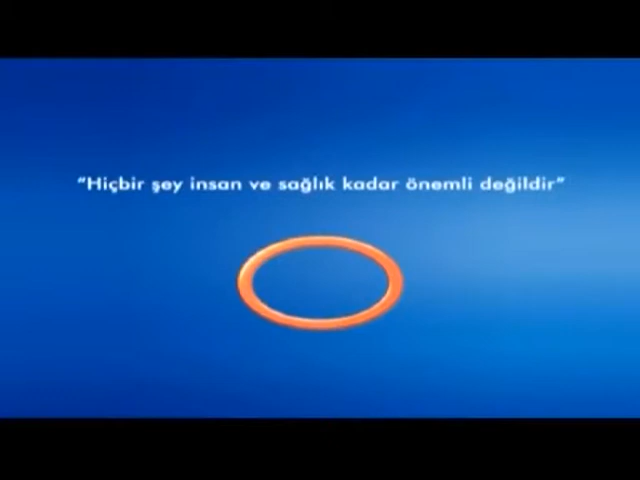 “Hiçbir şey insan ve sağlık kadar önemli değildir”